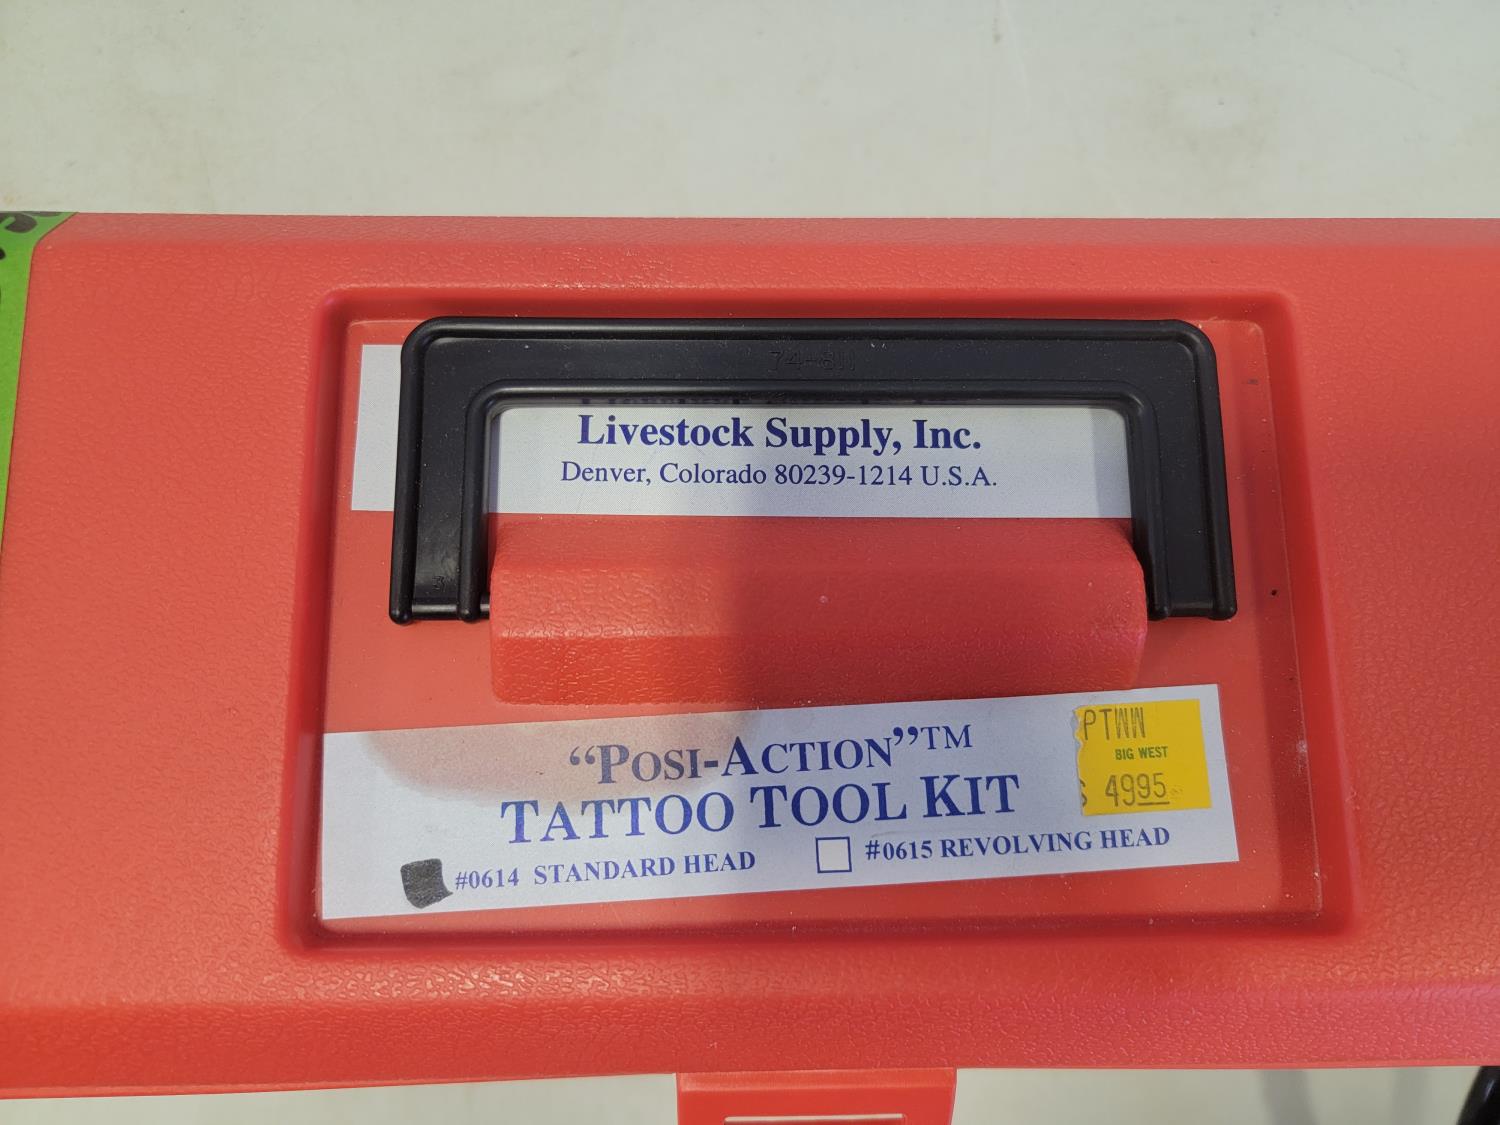 Livestock Supply, Inc.
Denver, Colorado 80239-1214 U.S.A.
3
"POSI-ACTION"™
TATTOO TOOL KIT
#0614 STANDARD HEAD
#0615 REVOLVING HEAD
PTWW
BIG WEST
$ 4995